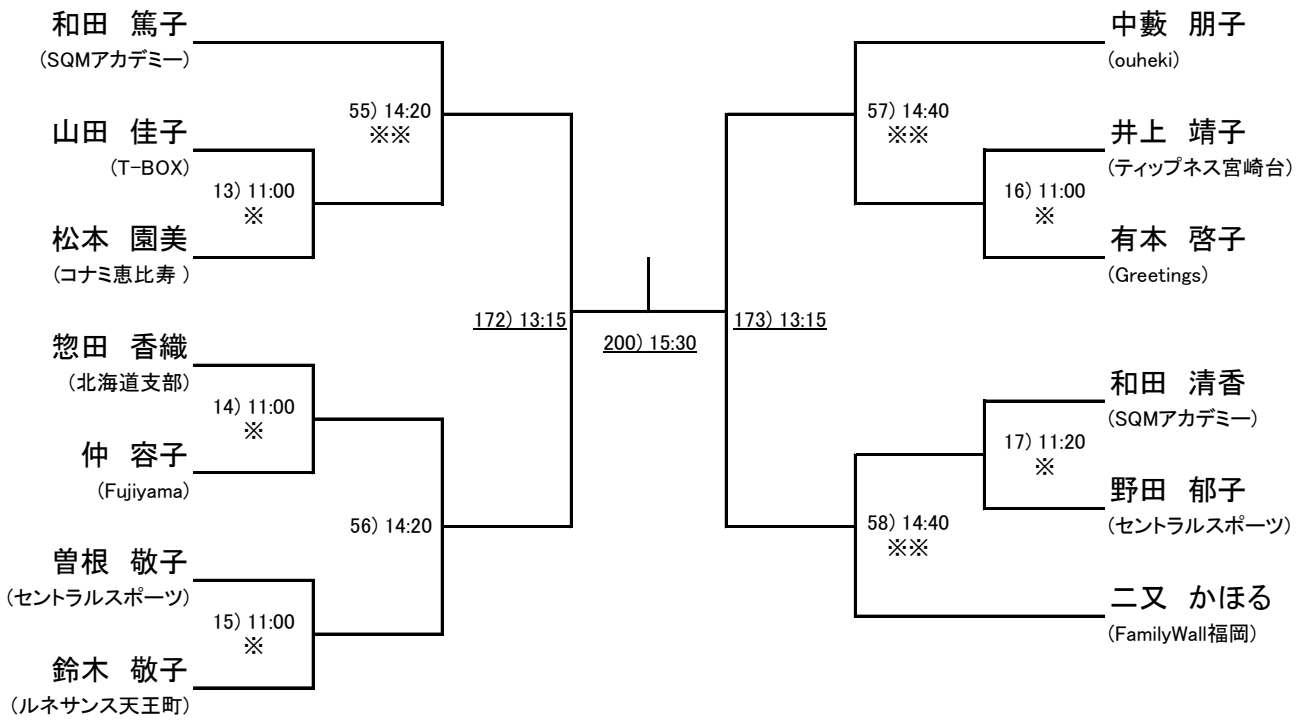 和田 篤子
(SQMアカデミー)
55) 14:20
※※
山田 佳子
(T-BOX)
13) 11:00
※
松本 園美
(コナミ恵比寿 )
172) 13:15
惣田 香織
(北海道支部)
14) 11:00
※
仲 容子
(Fujiyama)
56) 14:20
曽根 敬子
(セントラルスポーツ)
15) 11:00
※
鈴木 敬子
(ルネサンス天王町)
200) 15:30
中藪 朋子
(ouheki)
57) 14:40
※※
井上 靖子
(ティップネス宮崎台)
16) 11:00
※
有本 啓子
(Greetings)
173) 13:15
和田 清香
(SQMアカデミー)
17) 11:20
※
野田 郁子
(セントラルスポーツ)
58) 14:40
※※
二又 かほる
(FamilyWall福岡)